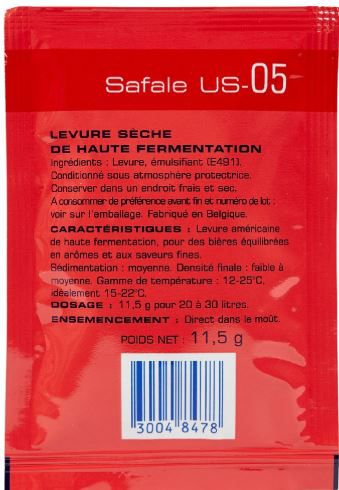 Safale US-05
LEVURE SÈCHE
DE HAUTE FERMENTATION
Ingrédients : Levure, émulsifiant (E491).
Conditionné sous atmosphère protectrice.
Conserver dans un endroit frais et sec.
A consommer de préférence avant fin et numéro de lot :
voir sur l'emballage. Fabriqué en Belgique.
CARACTÉRISTIQUES : Levure américaine
de haute fermentation, pour des bières équilibrées
en arômes et aux saveurs fines.
Sédimentation : moyenne. Densité finale : faible à
moyenne. Gamme de température : 12-25°C,
idéalement 15-22°C.
DOSAGE : 11,5 g pour 20 à 30 litres.
ENSEMENCEMENT : Direct dans le moût.
POIDS NET : 11,5 g
3004 8478